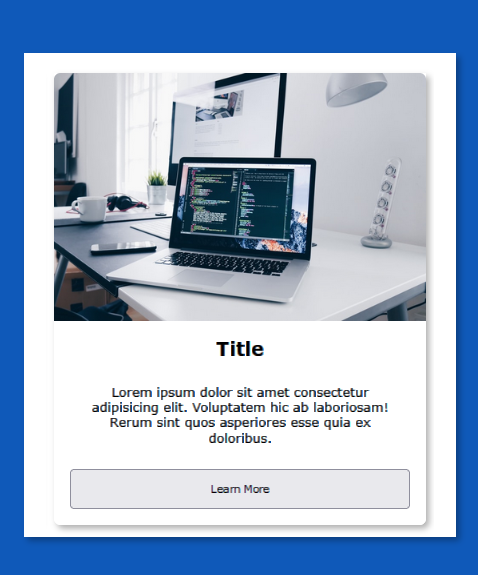 Title
Lorem ipsum dolor sit amet consectetur
adipisicing elit. Voluptatem hic ab laboriosam!
Rerum sint quos asperiores esse quia ex
doloribus.
Learn More